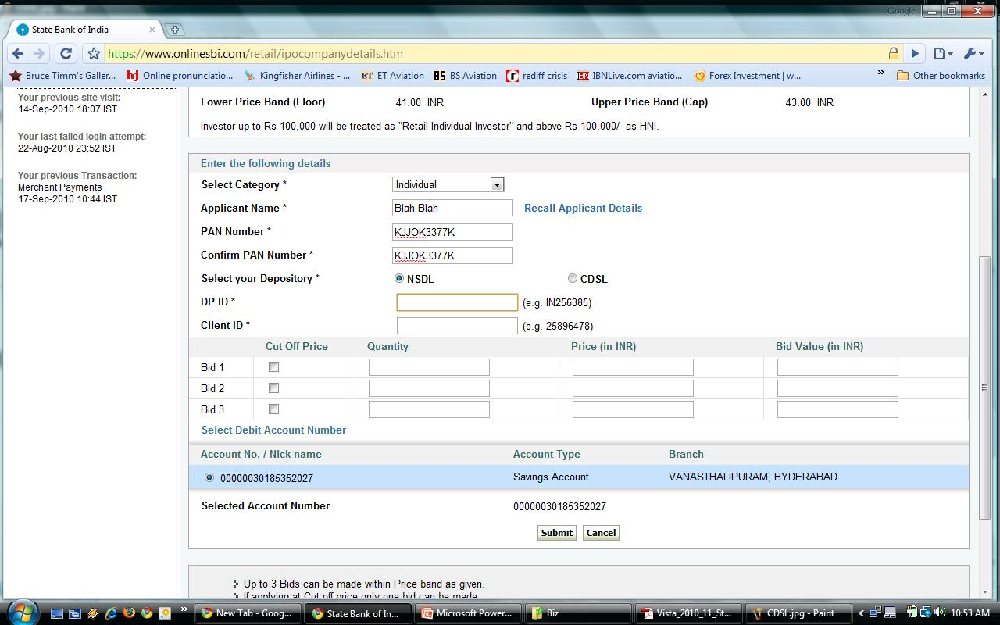 Google
State Bank of India
https://www.onlinesbi.com/retail/ipocompanydetails.htm
Bruce Timm's Galler... hj Online pronunciatio... Kingfisher Airlines - ... ET ET Aviation BS BS Aviation r rediff crisis IBN IBNLive.com aviatio... Forex Investment | w... » Other bookmarks
Your previous site visit:
14-Sep-2010 18:07 IST
Your last failed login attempt:
22-Aug-2010 23:52 IST
Your previous Transaction:
Merchant Payments
17-Sep-2010 10:44 IST
Lower Price Band (Floor) 41.00 INR Upper Price Band (Cap) 43.00 INR
Investor up to Rs 100,000 will be treated as "Retail Individual Investor" and above Rs 100,000/- as HNI.
Enter the following details
Select Category * Individual
Applicant Name * Blah Blah Recall Applicant Details
PAN Number * KJJOK3377K
Confirm PAN Number * KJJOK3377K
Select your Depository * NSDL CDSL
DP ID * (e.g. IN256385)
Client ID * (e.g. 25896478)
Cut Off Price Quantity Price (in INR) Bid Value (in INR)
Bid 1
Bid 2
Bid 3
Select Debit Account Number
Account No. / Nick name Account Type Branch
00000030185352027 Savings Account VANASTHALIPURAM, HYDERABAD
Selected Account Number 00000030185352027
Submit Cancel
Up to 3 Bids can be made within Price band as given.
If applying at Cut off price only one bid can be made
» New Tab - Goog... State Bank of In... Microsoft Power... Biz Vista_2010_11_St... CDSL.jpg - Paint < 10:53 AM